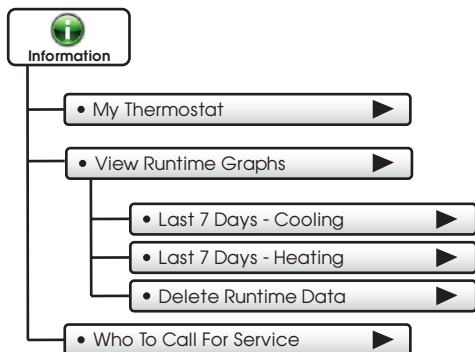 Information
• My Thermostat
• View Runtime Graphs
• Last 7 Days - Cooling
• Last 7 Days - Heating
• Delete Runtime Data
• Who To Call For Service